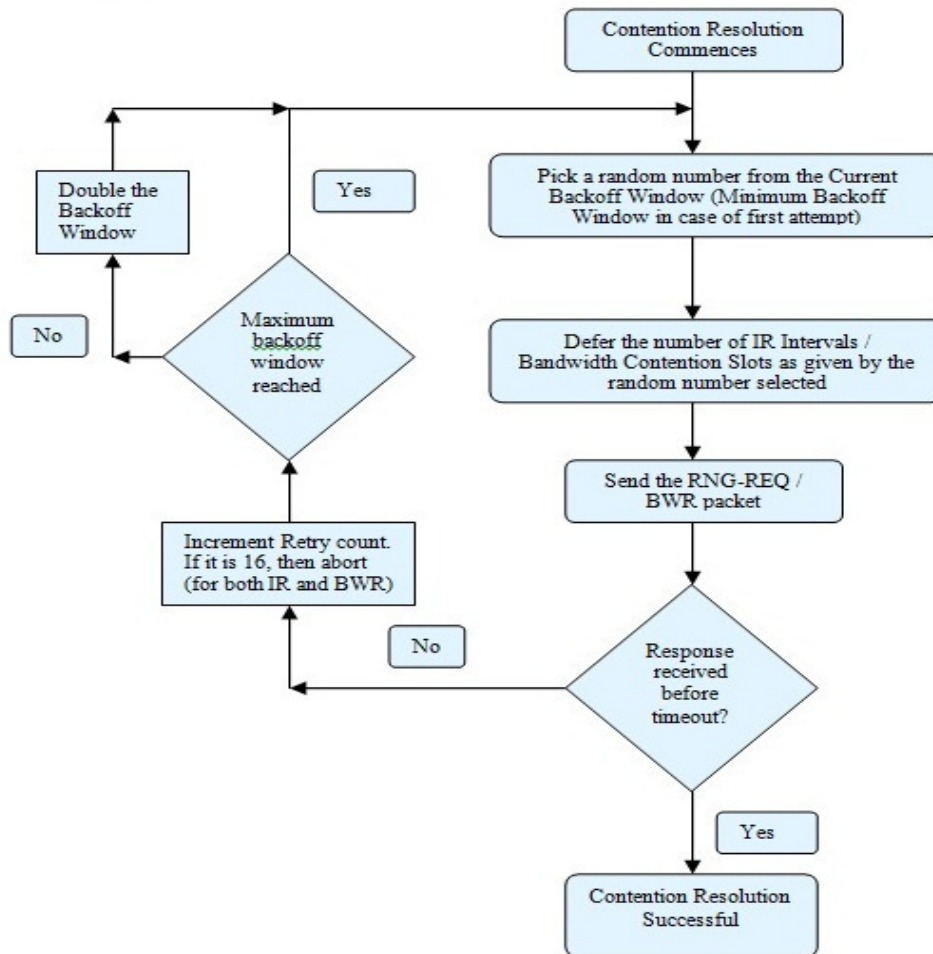 Contention Resolution
Commences
Pick a random number from the Current
Backoff Window (Minimum Backoff
Window in case of first attempt)
Defer the number of IR Intervals /
Bandwidth Contention Slots as given by the
random number selected
Send the RNG-REQ /
BWR packet
Response
received
before
timeout?
Yes
Contention Resolution
Successful
No
Increment Retry count.
If it is 16, then abort
(for both IR and BWR)
Maximum
backoff
window
reached
Yes
No
Double the
Backoff
Window